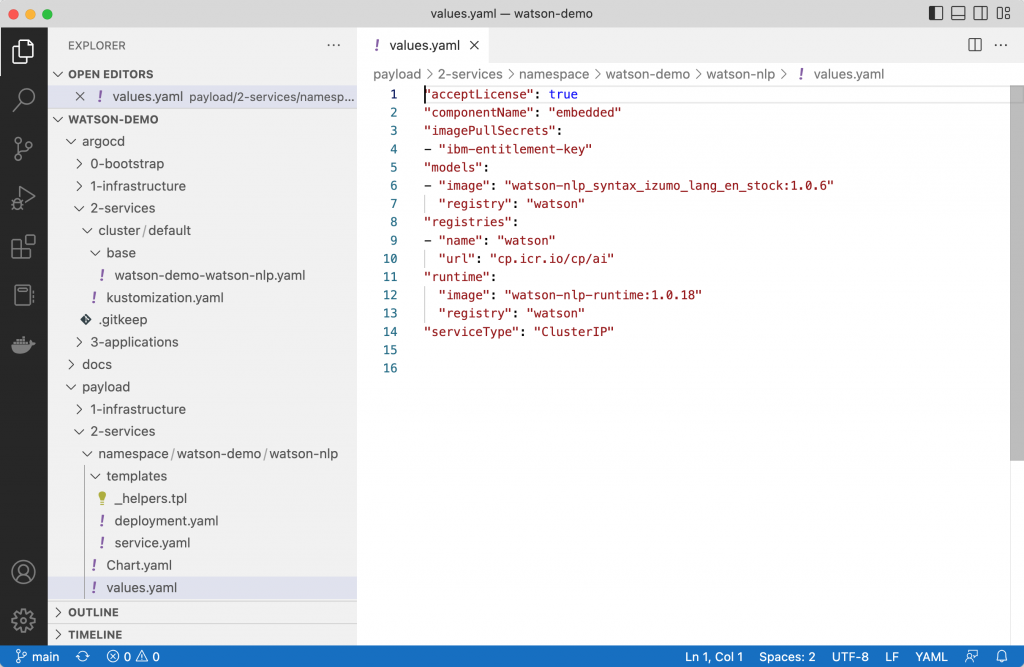 values.yaml — watson-demo
EXPLORER
OPEN EDITORS
values.yaml payload/2-services/namesp...
WATSON-DEMO
argocd
0-bootstrap
1-infrastructure
2-services
cluster/default
base
watson-demo-watson-nlp.yaml
kustomization.yaml
.gitkeep
3-applications
docs
payload
1-infrastructure
2-services
namespace/watson-demo/watson-nlp
templates
_helpers.tpl
deployment.yaml
service.yaml
Chart.yaml
values.yaml
OUTLINE
TIMELINE
values.yaml
payload > 2-services > namespace > watson-demo > watson-nlp > ! values.yaml
1 "acceptLicense": true
2 "componentName": "embedded"
3 "imagePullSecrets":
4 - "ibm-entitlement-key"
5 "models":
6 - "image": "watson-nlp_syntax_izumo_lang_en_stock:1.0.6"
7 "registry": "watson"
8 "registries":
9 - "name": "watson"
10 "url": "cp.icr.io/cp/ai"
11 "runtime":
12 "image": "watson-nlp-runtime:1.0.18"
13 "registry": "watson"
14 "serviceType": "ClusterIP"
15
16
main 0 0 Ln 1, Col 1 Spaces: 2 UTF-8 LF YAML